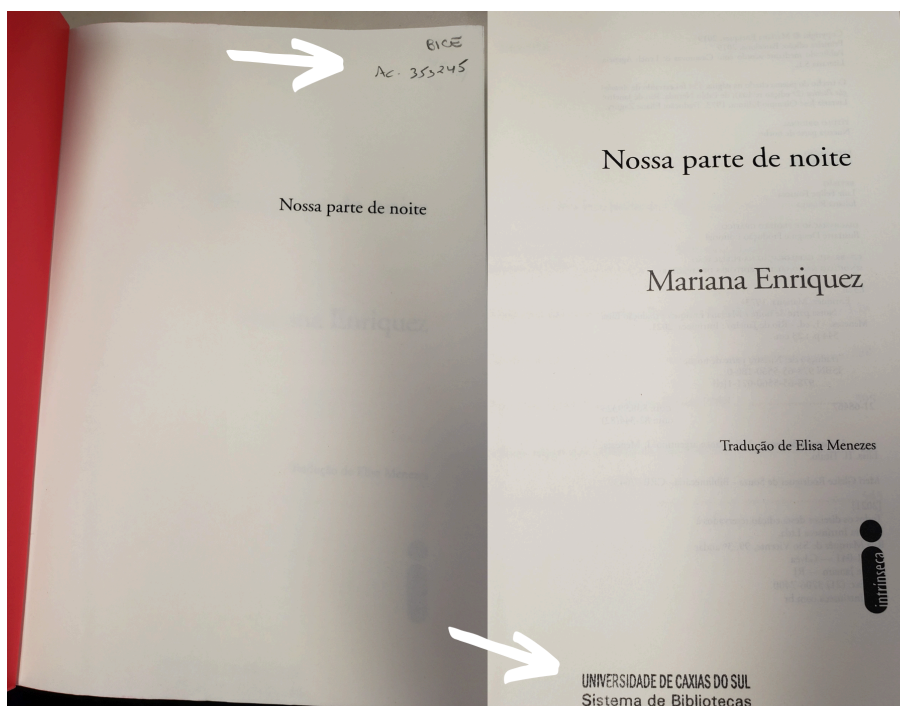 BICE
Ac. 353245
Nossa parte de noite
Nossa parte de noite
Mariana Enriquez
Tradução de Elisa Menezes
intrínseca
UNIVERSIDADE DE CAXIAS DO SUL
Sistema de Bibliotecas